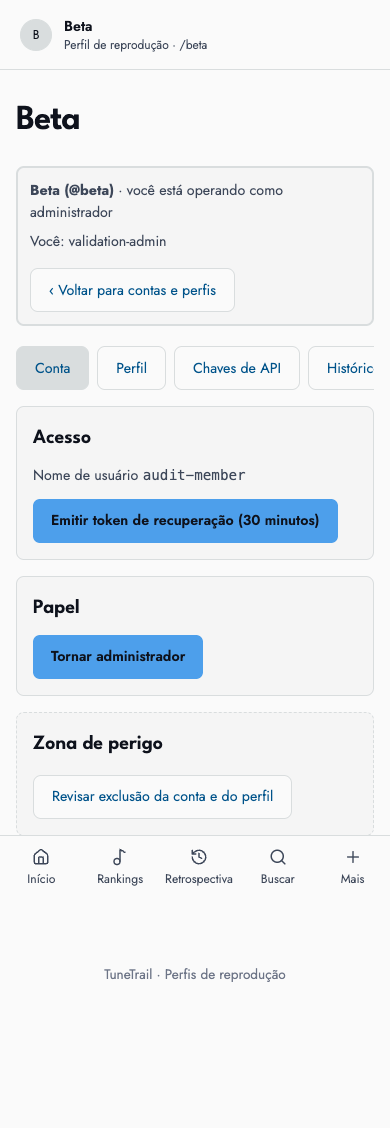 B
Beta
Perfil de reprodução · /beta
Beta
Beta (@beta) · você está operando como
administrador
Você: validation-admin
‹ Voltar para contas e perfis
Conta
Perfil
Chaves de API
Históric
Acesso
Nome de usuário audit-member
Emitir token de recuperação (30 minutos)
Papel
Tornar administrador
Zona de perigo
Revisar exclusão da conta e do perfil
Início
Rankings
Retrospectiva
Buscar
Mais
TuneTrail · Perfis de reprodução